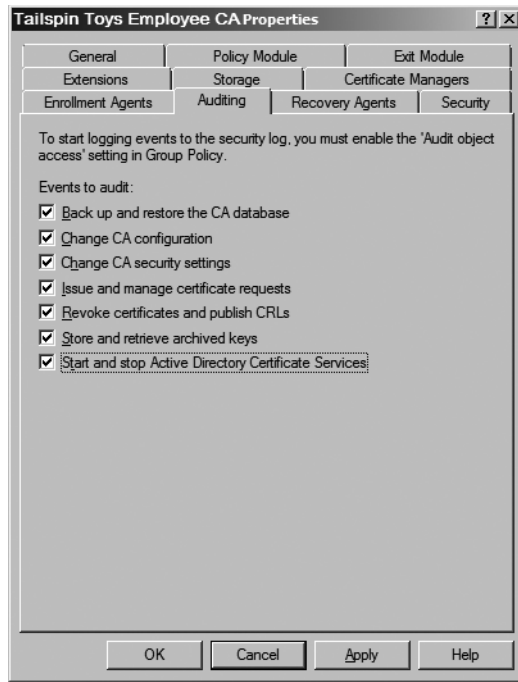 Tailspin Toys Employee CA Properties
General Policy Module Exit Module
Extensions Storage Certificate Managers
Enrollment Agents Auditing Recovery Agents Security
To start logging events to the security log, you must enable the 'Audit object
access' setting in Group Policy.
Events to audit:
Back up and restore the CA database
Change CA configuration
Change CA security settings
Issue and manage certificate requests
Revoke certificates and publish CRLs
Store and retrieve archived keys
Start and stop Active Directory Certificate Services
OK Cancel Apply Help